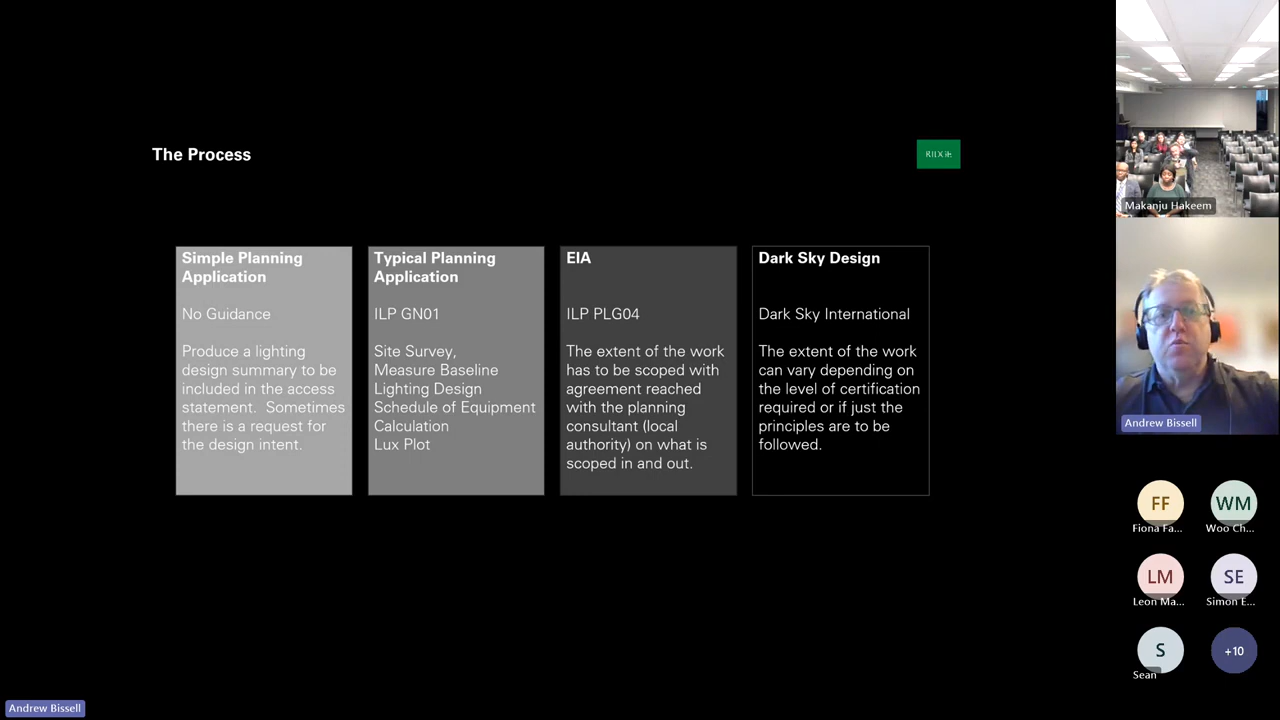 The Process
RIDGE
Simple Planning
Application
No Guidance
Produce a lighting
design summary to be
included in the access
statement. Sometimes
there is a request for
the design intent.
Typical Planning
Application
ILP GN01
Site Survey,
Measure Baseline
Lighting Design
Schedule of Equipment
Calculation
Lux Plot
EIA
ILP PLG04
The extent of the work
has to be scoped with
agreement reached
with the planning
consultant (local
authority) on what is
scoped in and out.
Dark Sky Design
Dark Sky International
The extent of the work
can vary depending on
the level of certification
required or if just the
principles are to be
followed.
Makanju Hakeem
Andrew Bissell
FF
Fiona Fa...
WM
Woo Ch...
LM
Leon Ma...
SE
Simon E...
S
Sean
+10
Andrew Bissell